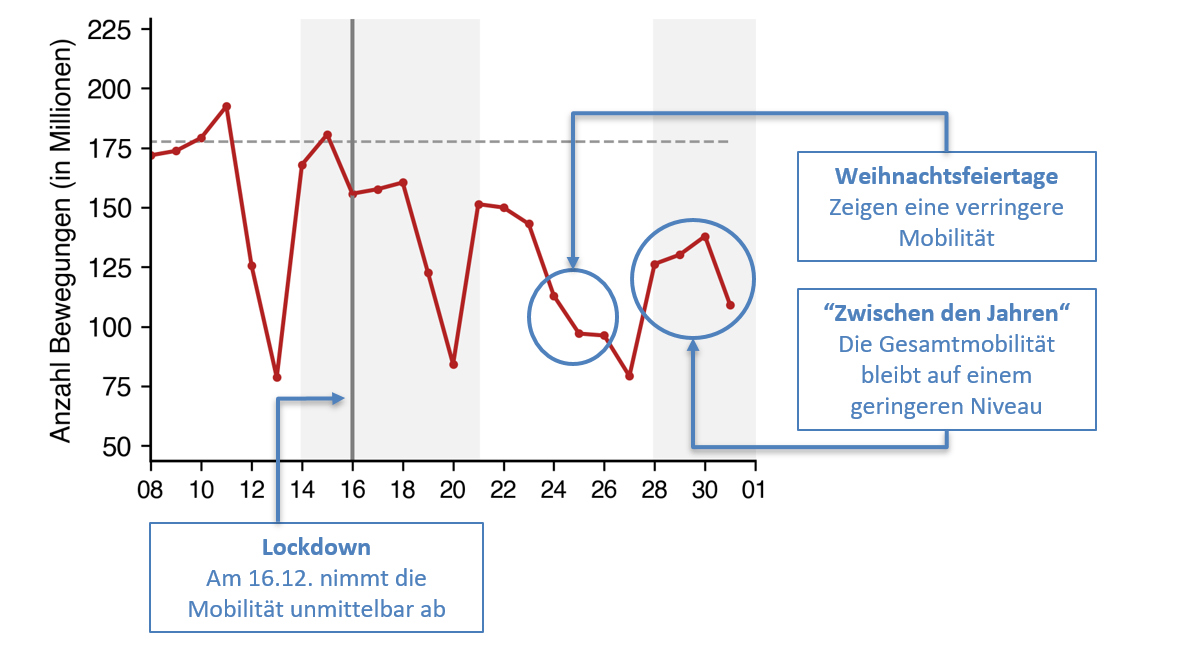 Anzahl Bewegungen (in Millionen)
225
200
175
150
125
100
75
50
08 10 12 14 16 18 20 22 24 26 28 30 01
Weihnachtsfeiertage
Zeigen eine verringere
Mobilität
“Zwischen den Jahren“
Die Gesamtmobilität
bleibt auf einem
geringeren Niveau
Lockdown
Am 16.12. nimmt die
Mobilität unmittelbar ab